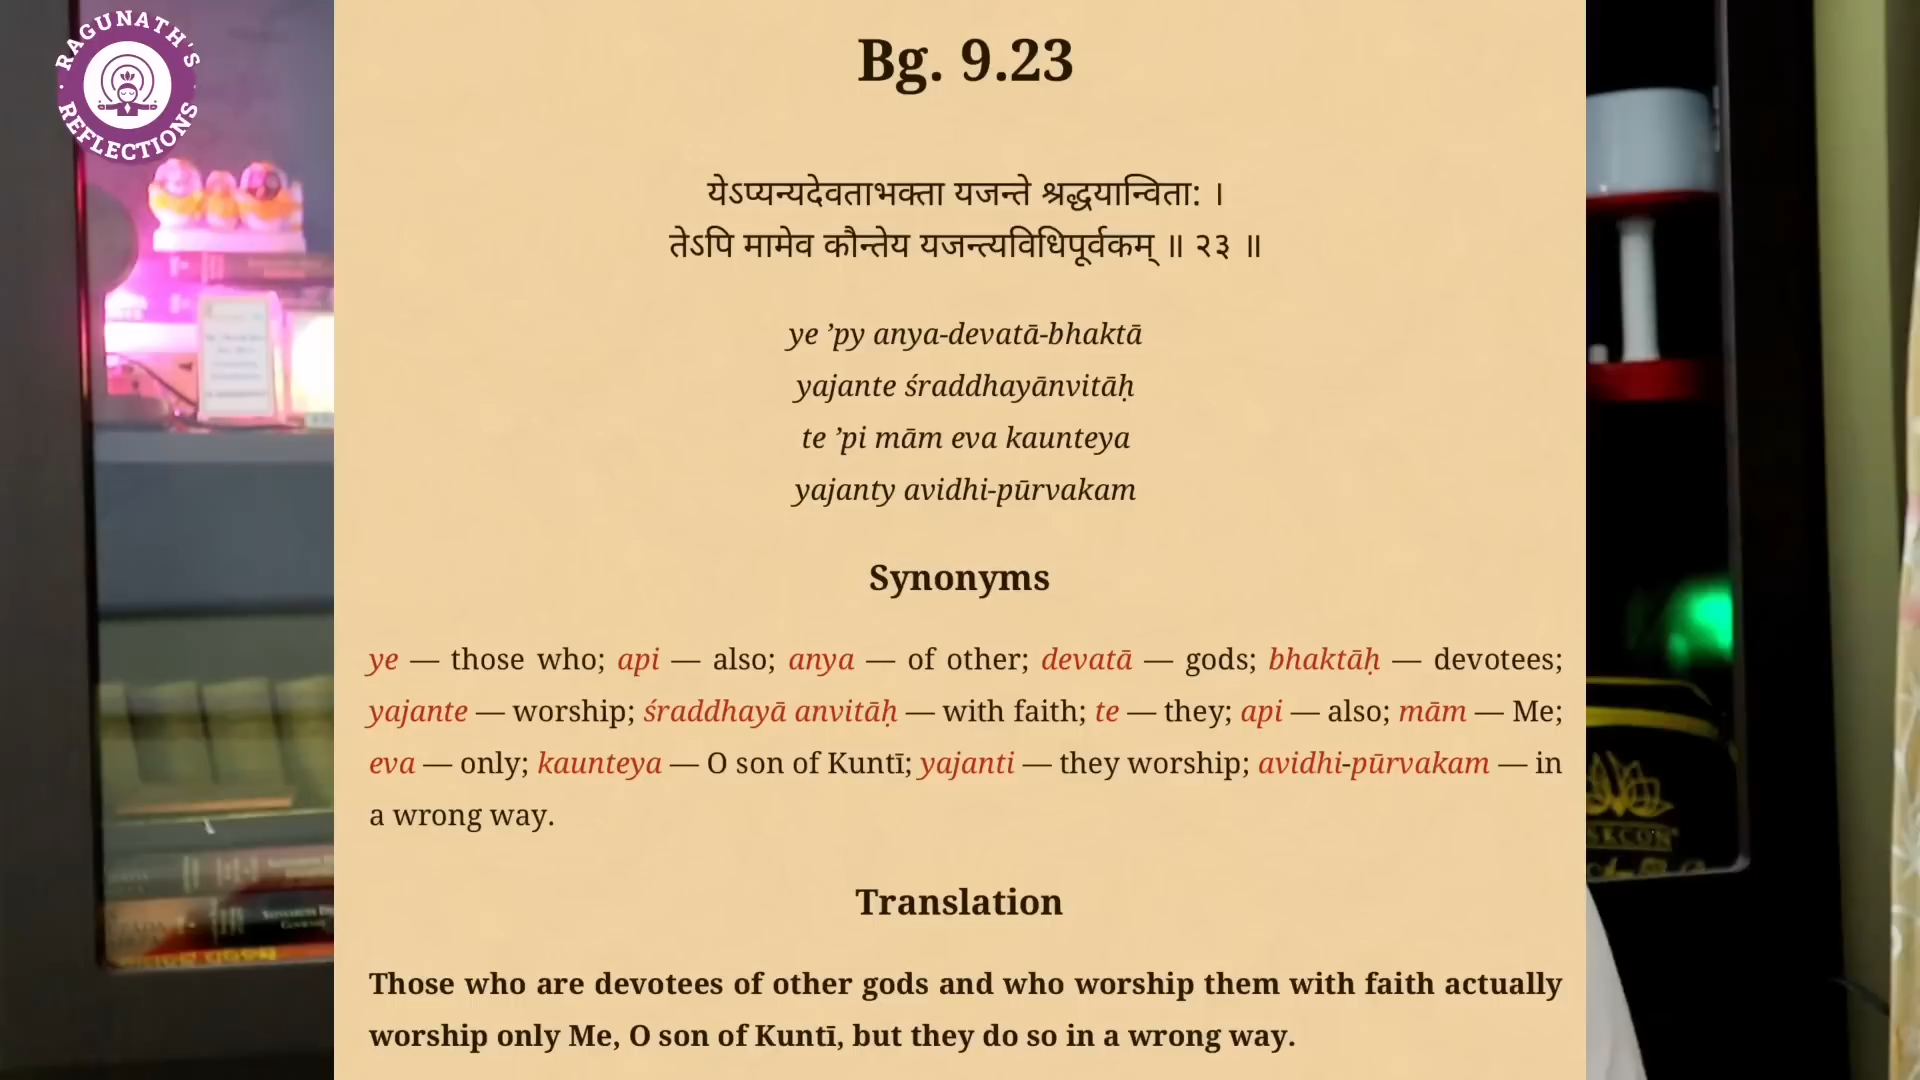 RAGUNATH'S
REFLECTIONS
Bg. 9.23
येऽप्यन्यदेवताभक्ता यजन्ते श्रद्धयान्विता: ।
तेऽपि मामेव कौन्तेय यजन्त्यविधिपूर्वकम् ॥ २३ ॥
ye ’py anya-devatā-bhaktā
yajante śraddhayānvitāḥ
te ’pi mām eva kaunteya
yajanty avidhi-pūrvakam
Synonyms
ye — those who; api — also; anya — of other; devatā — gods; bhaktāḥ — devotees;
yajante — worship; śraddhayā anvitāḥ — with faith; te — they; api — also; mām — Me;
eva — only; kaunteya — O son of Kuntī; yajanti — they worship; avidhi-pūrvakam — in
a wrong way.
Translation
Those who are devotees of other gods and who worship them with faith actually
worship only Me, O son of Kuntī, but they do so in a wrong way.